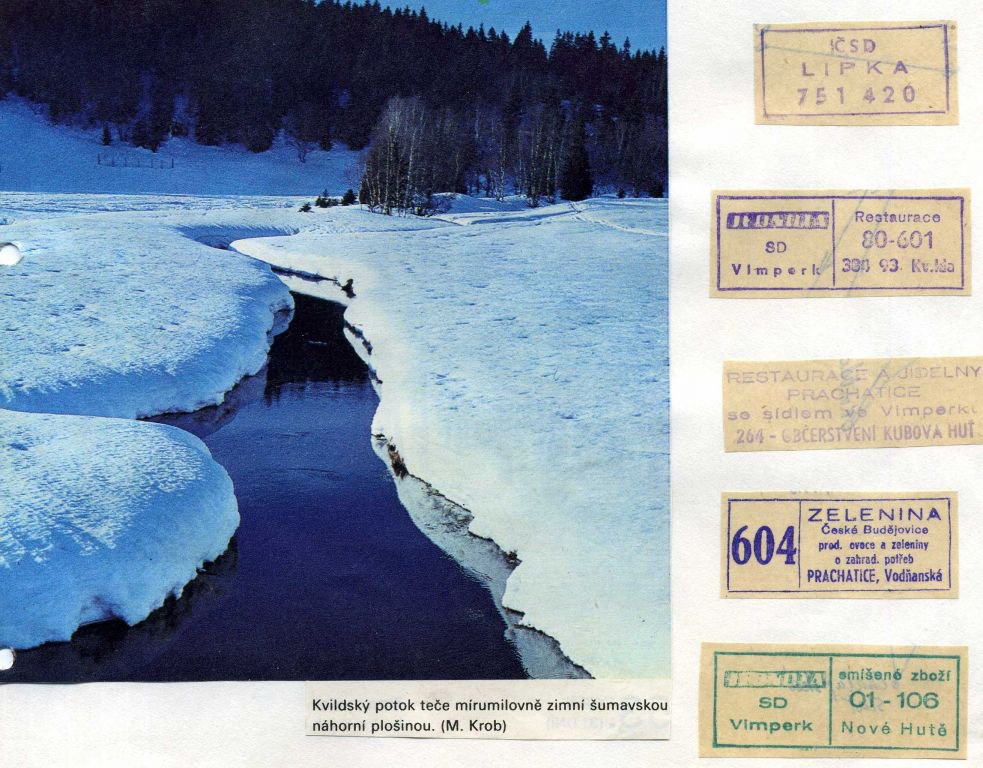 Kvildský potok teče mírumilovně zimní šumavskou
náhorní plošinou. (M. Krob)
ČSD
LIPKA
751 420
JEDNOTA
SD
Vimperk
Restaurace
80-601
384 93 Kvilda
RESTAURACE A JÍDELNY
PRACHATICE
se sídlem ve Vimperku
264 - OBČERSTVENÍ KUBOVA HUŤ
604
ZELENINA
České Budějovice
prod. ovoce a zeleniny
o zahrad. potřeb
PRACHATICE, Vodňanská
JEDNOTA
SD
Vimperk
smíšené zboží
01-106
Nové Hutě